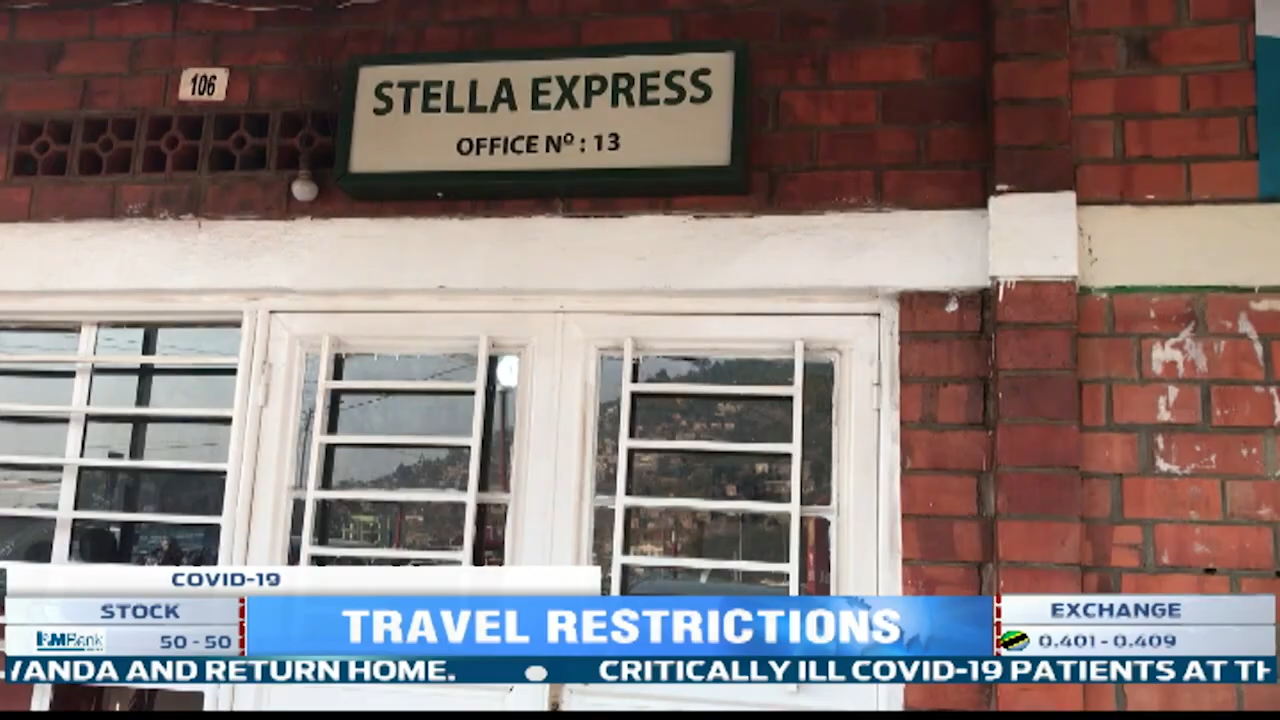 106
STELLA EXPRESS
OFFICE Nº : 13
COVID-19
STOCK
I&M Bank 50 - 50
TRAVEL RESTRICTIONS
EXCHANGE
0.401 - 0.409
WANDA AND RETURN HOME. CRITICALLY ILL COVID-19 PATIENTS AT TH